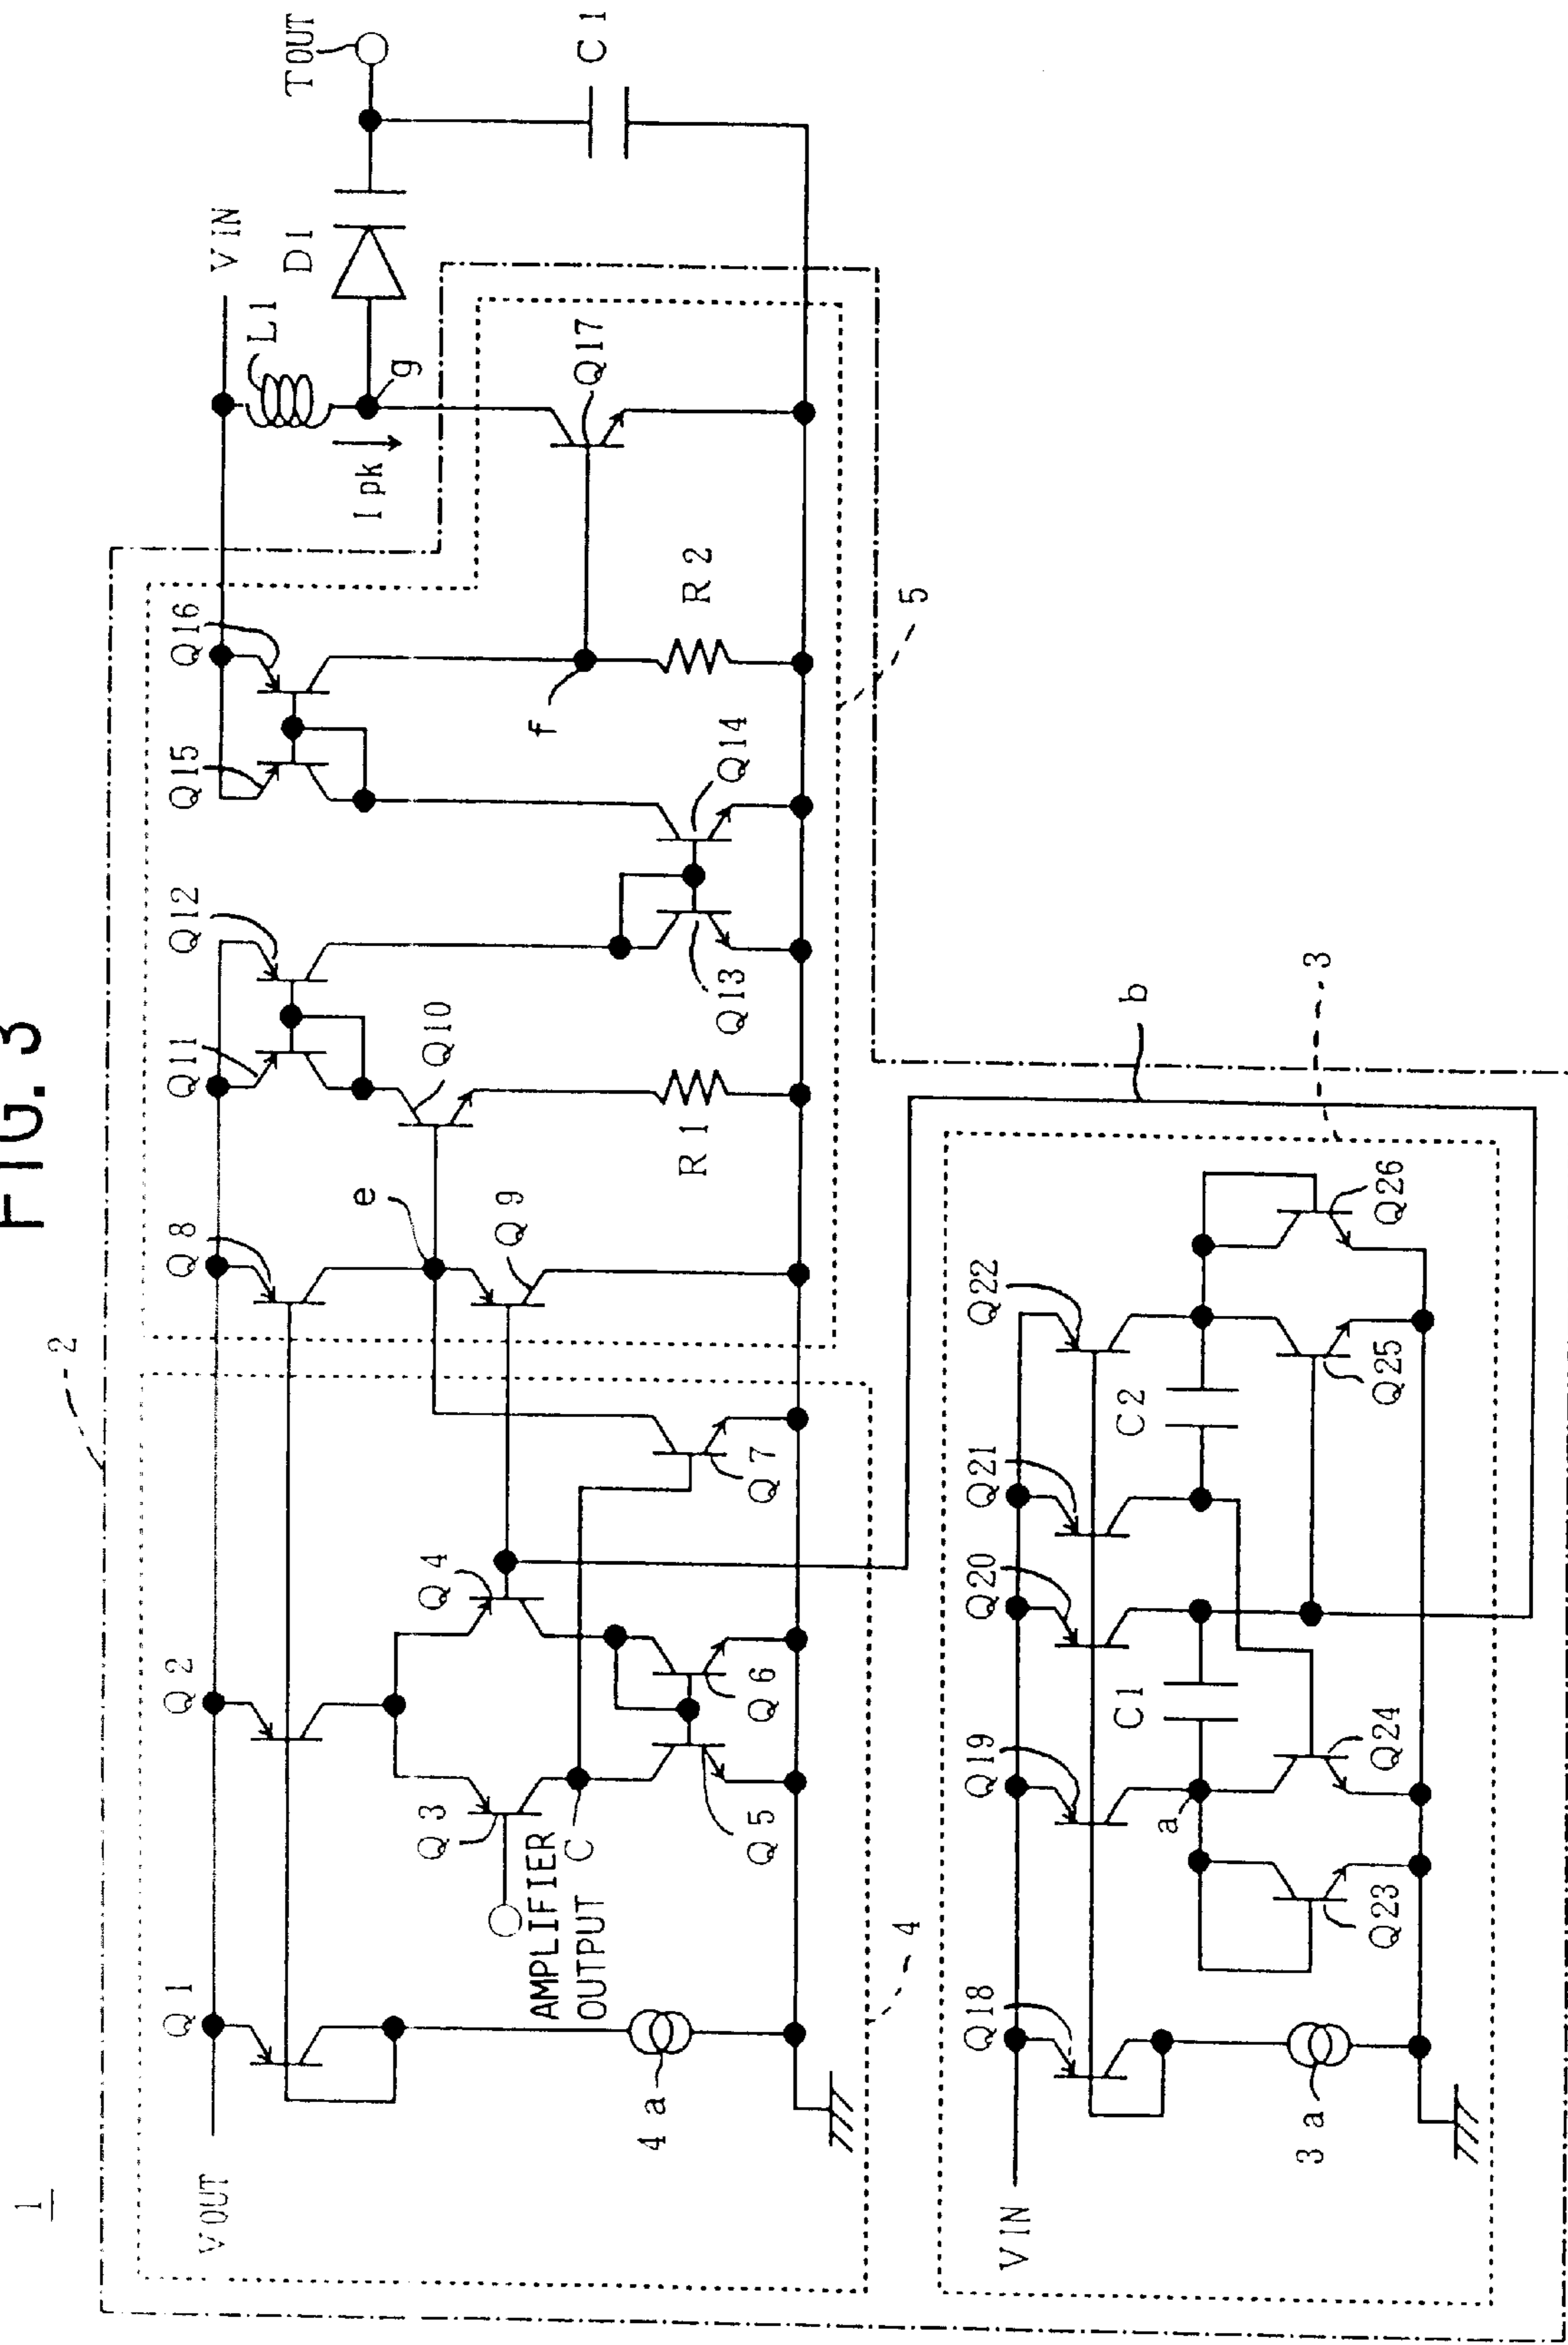 FIG. 3
1
2
VOUT
Q1
Q2
Q8
Q11
Q12
Q15
Q16
VIN
L1
D1
TOUT
C1
Ipk
g
Q3
Q4
e
Q10
Q9
AMPLIFIER
OUTPUT
C
Q5
Q6
Q7
R1
Q13
Q14
f
R2
Q17
4a
4
5
b
3
VIN
Q18
Q19
Q20
Q21
Q22
a
C1
C2
3a
Q23
Q24
Q25
Q26